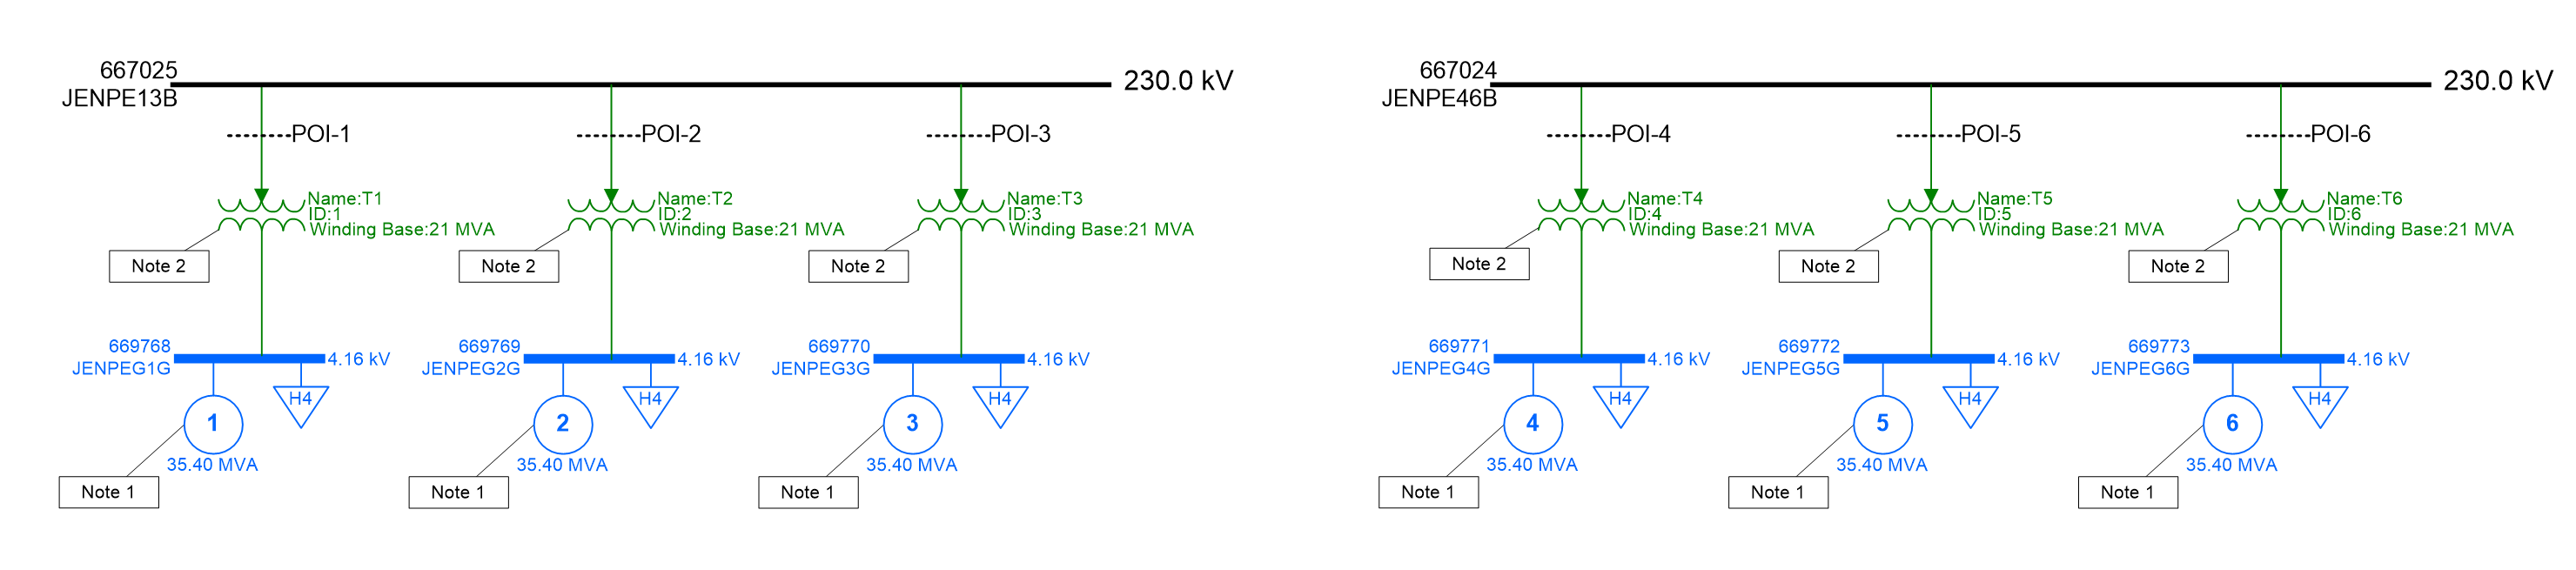 667025
JENPE13B
230.0 kV
POI-1
POI-2
POI-3
Name:T1
ID:1
Winding Base:21 MVA
Name:T2
ID:2
Winding Base:21 MVA
Name:T3
ID:3
Winding Base:21 MVA
Note 2
Note 2
Note 2
669768
JENPEG1G
4.16 kV
669769
JENPEG2G
4.16 kV
669770
JENPEG3G
4.16 kV
1
H4
2
H4
3
H4
35.40 MVA
35.40 MVA
35.40 MVA
Note 1
Note 1
Note 1
667024
JENPE46B
230.0 kV
POI-4
POI-5
POI-6
Name:T4
ID:4
Winding Base:21 MVA
Name:T5
ID:5
Winding Base:21 MVA
Name:T6
ID:6
Winding Base:21 MVA
Note 2
Note 2
Note 2
669771
JENPEG4G
4.16 kV
669772
JENPEG5G
4.16 kV
669773
JENPEG6G
4.16 kV
4
H4
5
H4
6
H4
35.40 MVA
35.40 MVA
35.40 MVA
Note 1
Note 1
Note 1